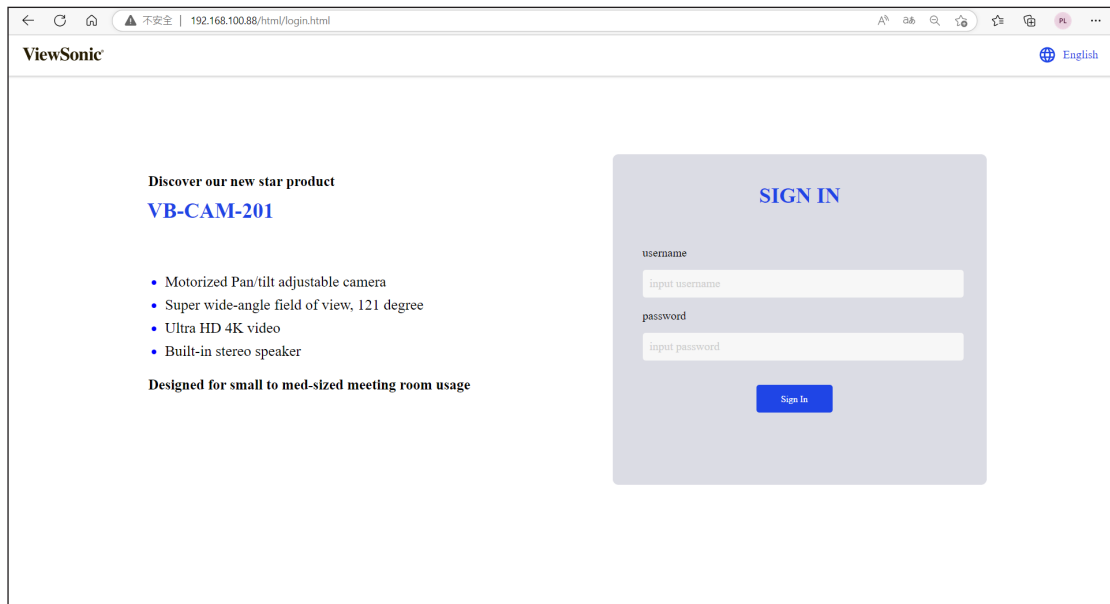 不安全 | 192.168.100.88/html/login.html
PL
ViewSonic
English
Discover our new star product
VB-CAM-201
Motorized Pan/tilt adjustable camera
Super wide-angle field of view, 121 degree
Ultra HD 4K video
Built-in stereo speaker
Designed for small to med-sized meeting room usage
SIGN IN
username
input username
password
input password
Sign In